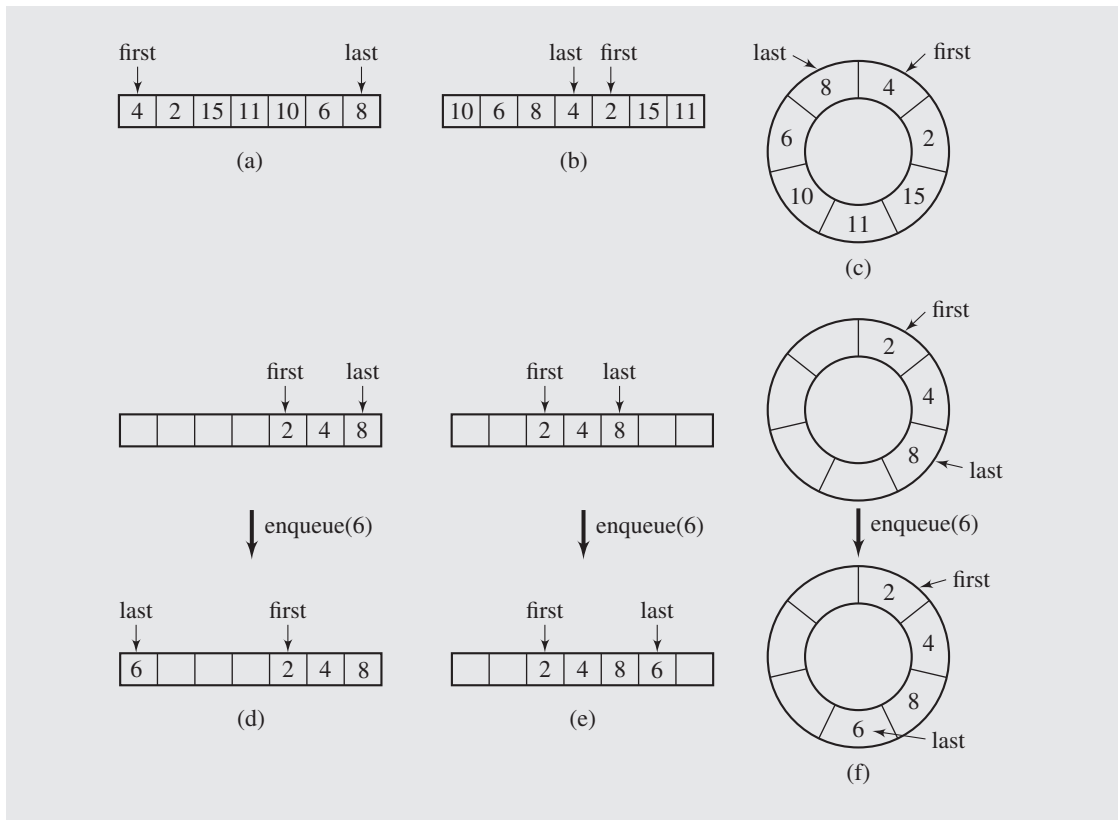 first last
4 2 15 11 10 6 8
(a)
last first
10 6 8 4 2 15 11
(b)
last first
8 4
6 2
10 15
11
(c)
first last
2 4 8
enqueue(6)
last first
6 2 4 8
(d)
first last
2 4 8
enqueue(6)
first last
2 4 8 6
(e)
first
2
4
8
last
enqueue(6)
first
2
4
8
6
last
(f)